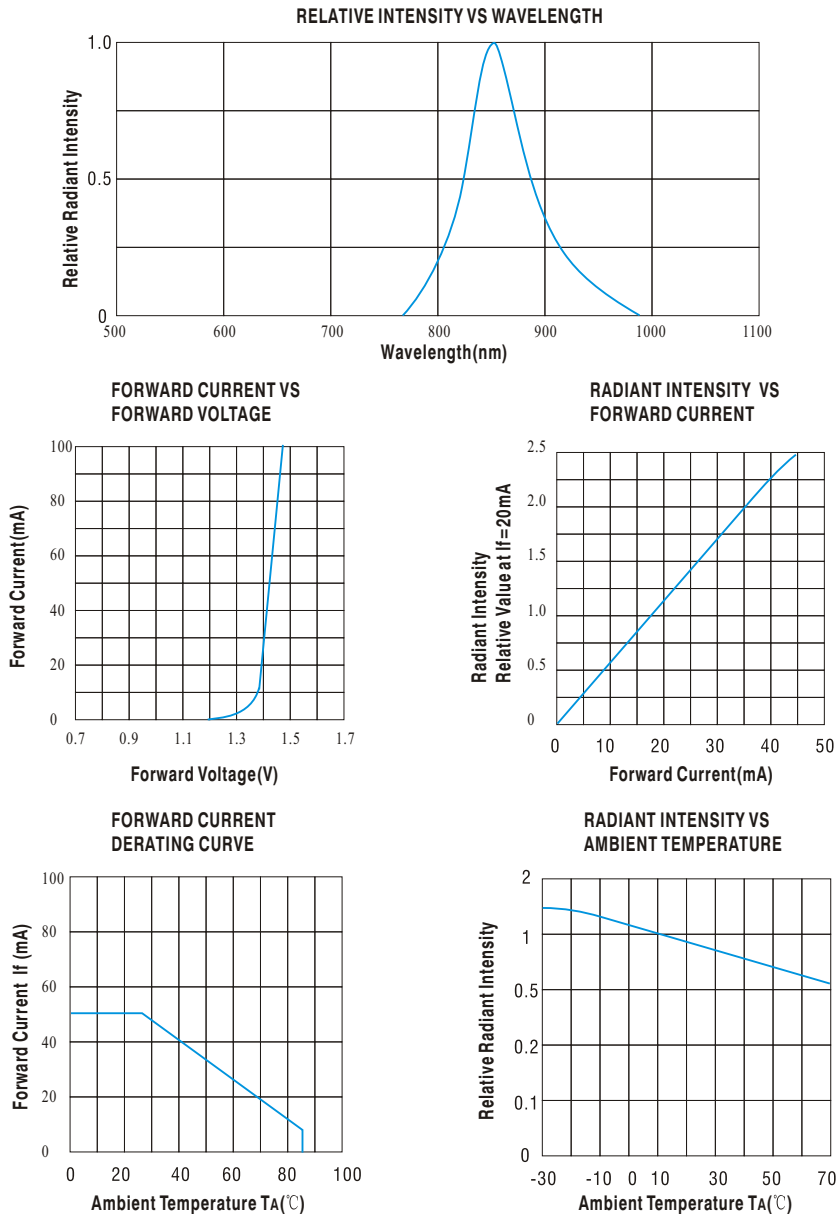 RELATIVE INTENSITY VS WAVELENGTH
1.0
0.5
0
Relative Radiant Intensity
500 600 700 800 900 1000 1100
Wavelength(nm)
FORWARD CURRENT VS
FORWARD VOLTAGE
100
80
60
40
20
0
Forward Current(mA)
0.7 0.9 1.1 1.3 1.5 1.7
Forward Voltage(V)
RADIANT INTENSITY VS
FORWARD CURRENT
2.5
2.0
1.5
1.0
0.5
0
Radiant Intensity
Relative Value at If=20mA
0 10 20 30 40 50
Forward Current(mA)
FORWARD CURRENT
DERATING CURVE
100
80
60
40
20
0
Forward Current If (mA)
0 20 40 60 80 100
Ambient Temperature TA(℃)
RADIANT INTENSITY VS
AMBIENT TEMPERATURE
2
1
0.5
0.2
0.1
0
Relative Radiant Intensity
-30 -10 0 10 30 50 70
Ambient Temperature TA(℃)